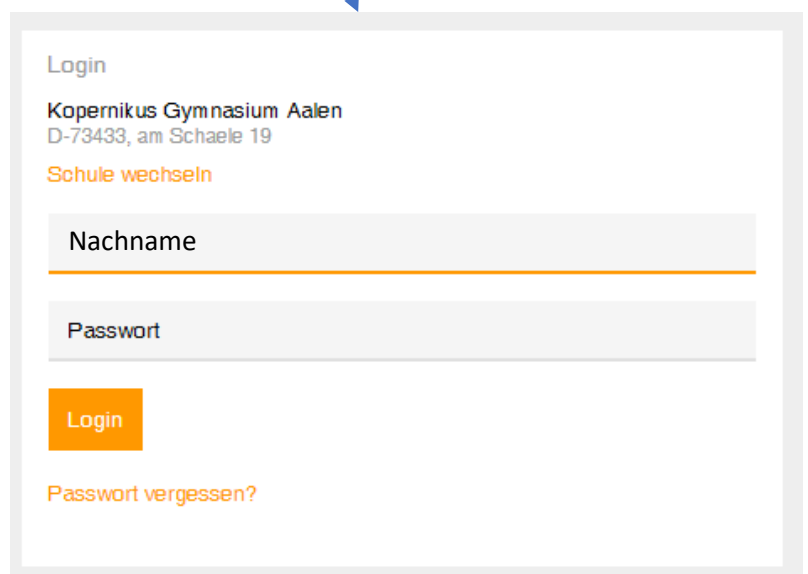 Login
Kopernikus Gymnasium Aalen
D-73433, am Schaele 19
Schule wechseln
Nachname
Passwort
Login
Passwort vergessen?